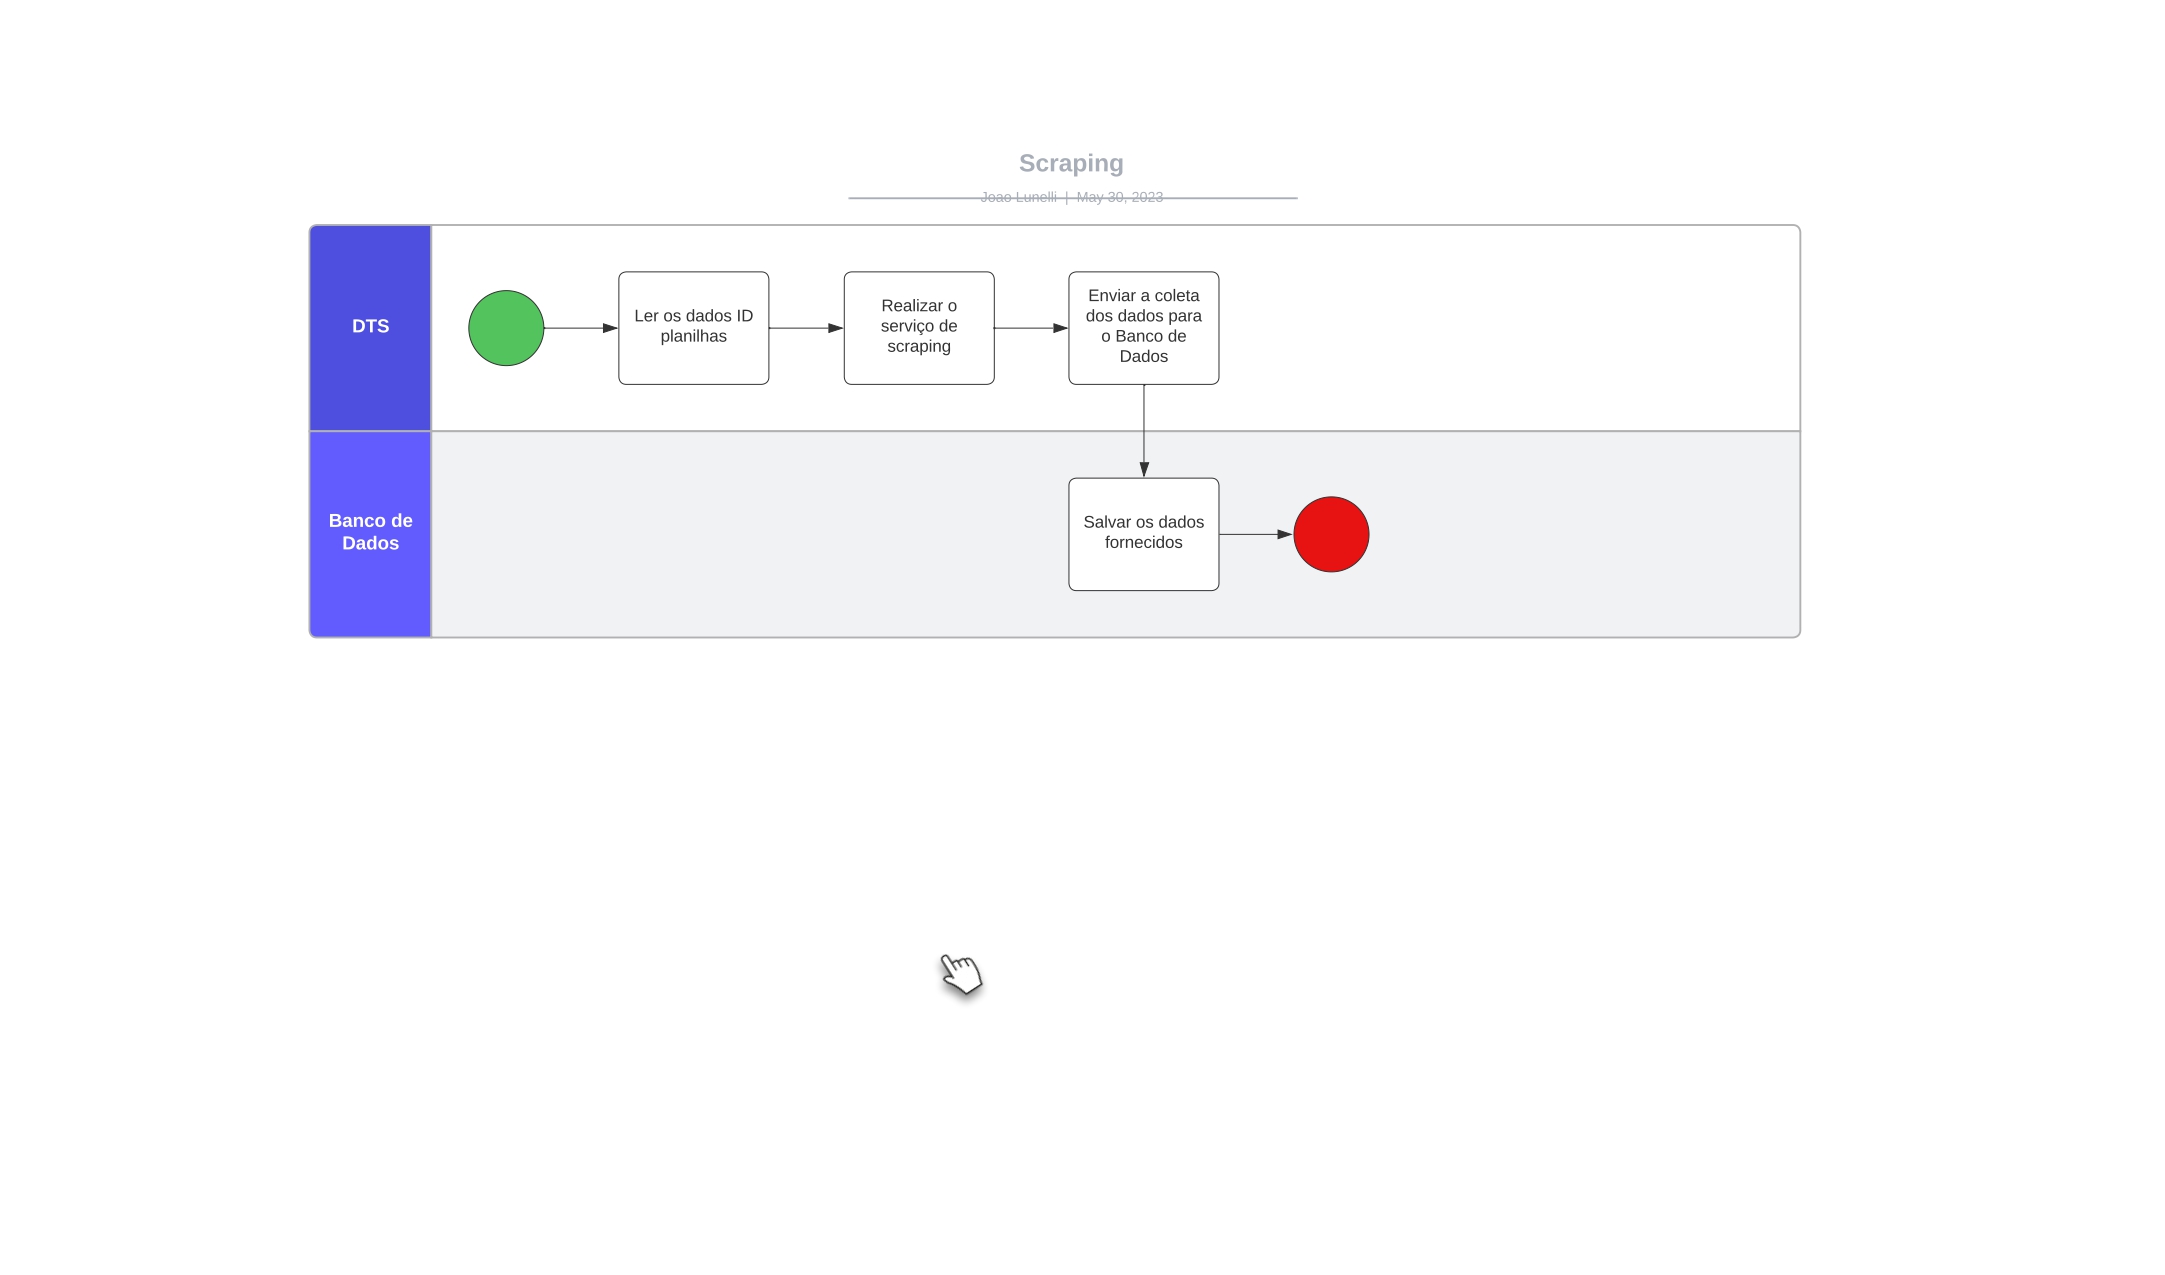 Scraping
Joao Lunelli | May 30, 2023
DTS
Ler os dados ID
planilhas
Realizar o
serviço de
scraping
Enviar a coleta
dos dados para
o Banco de
Dados
Banco de
Dados
Salvar os dados
fornecidos